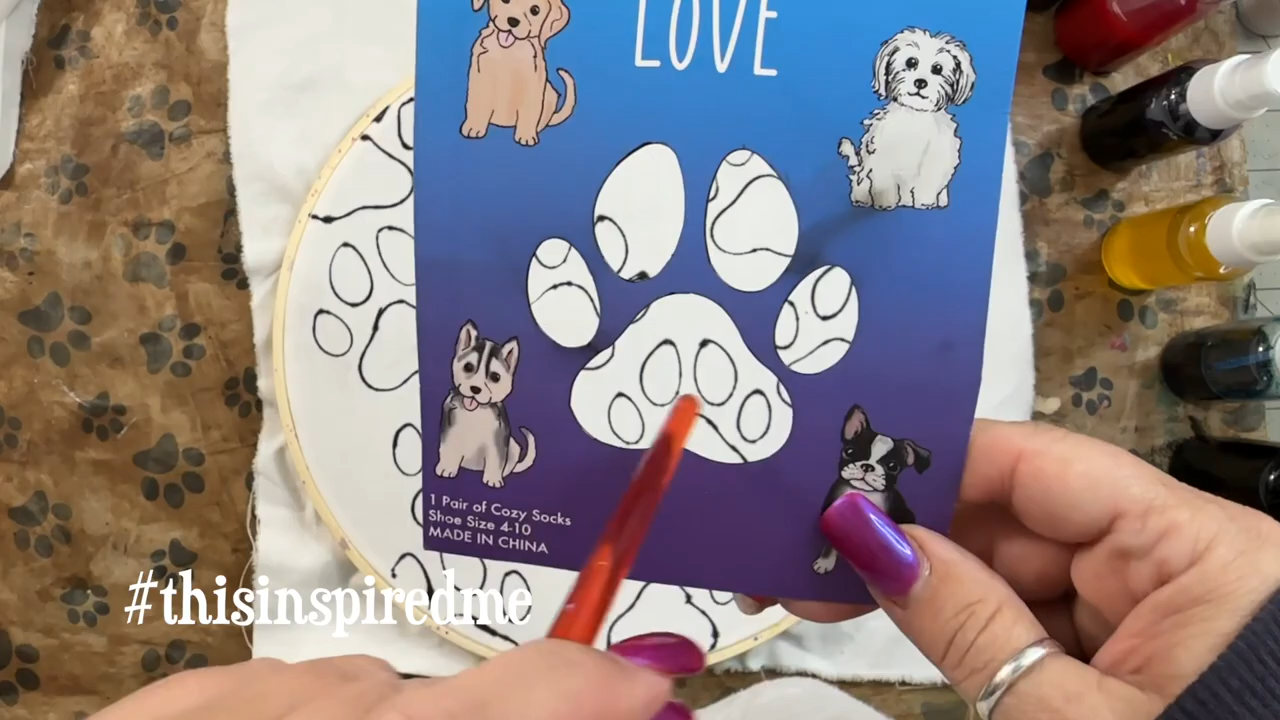 LOVE
1 Pair of Cozy Socks
Shoe Size 4-10
MADE IN CHINA
#thisinspiredme